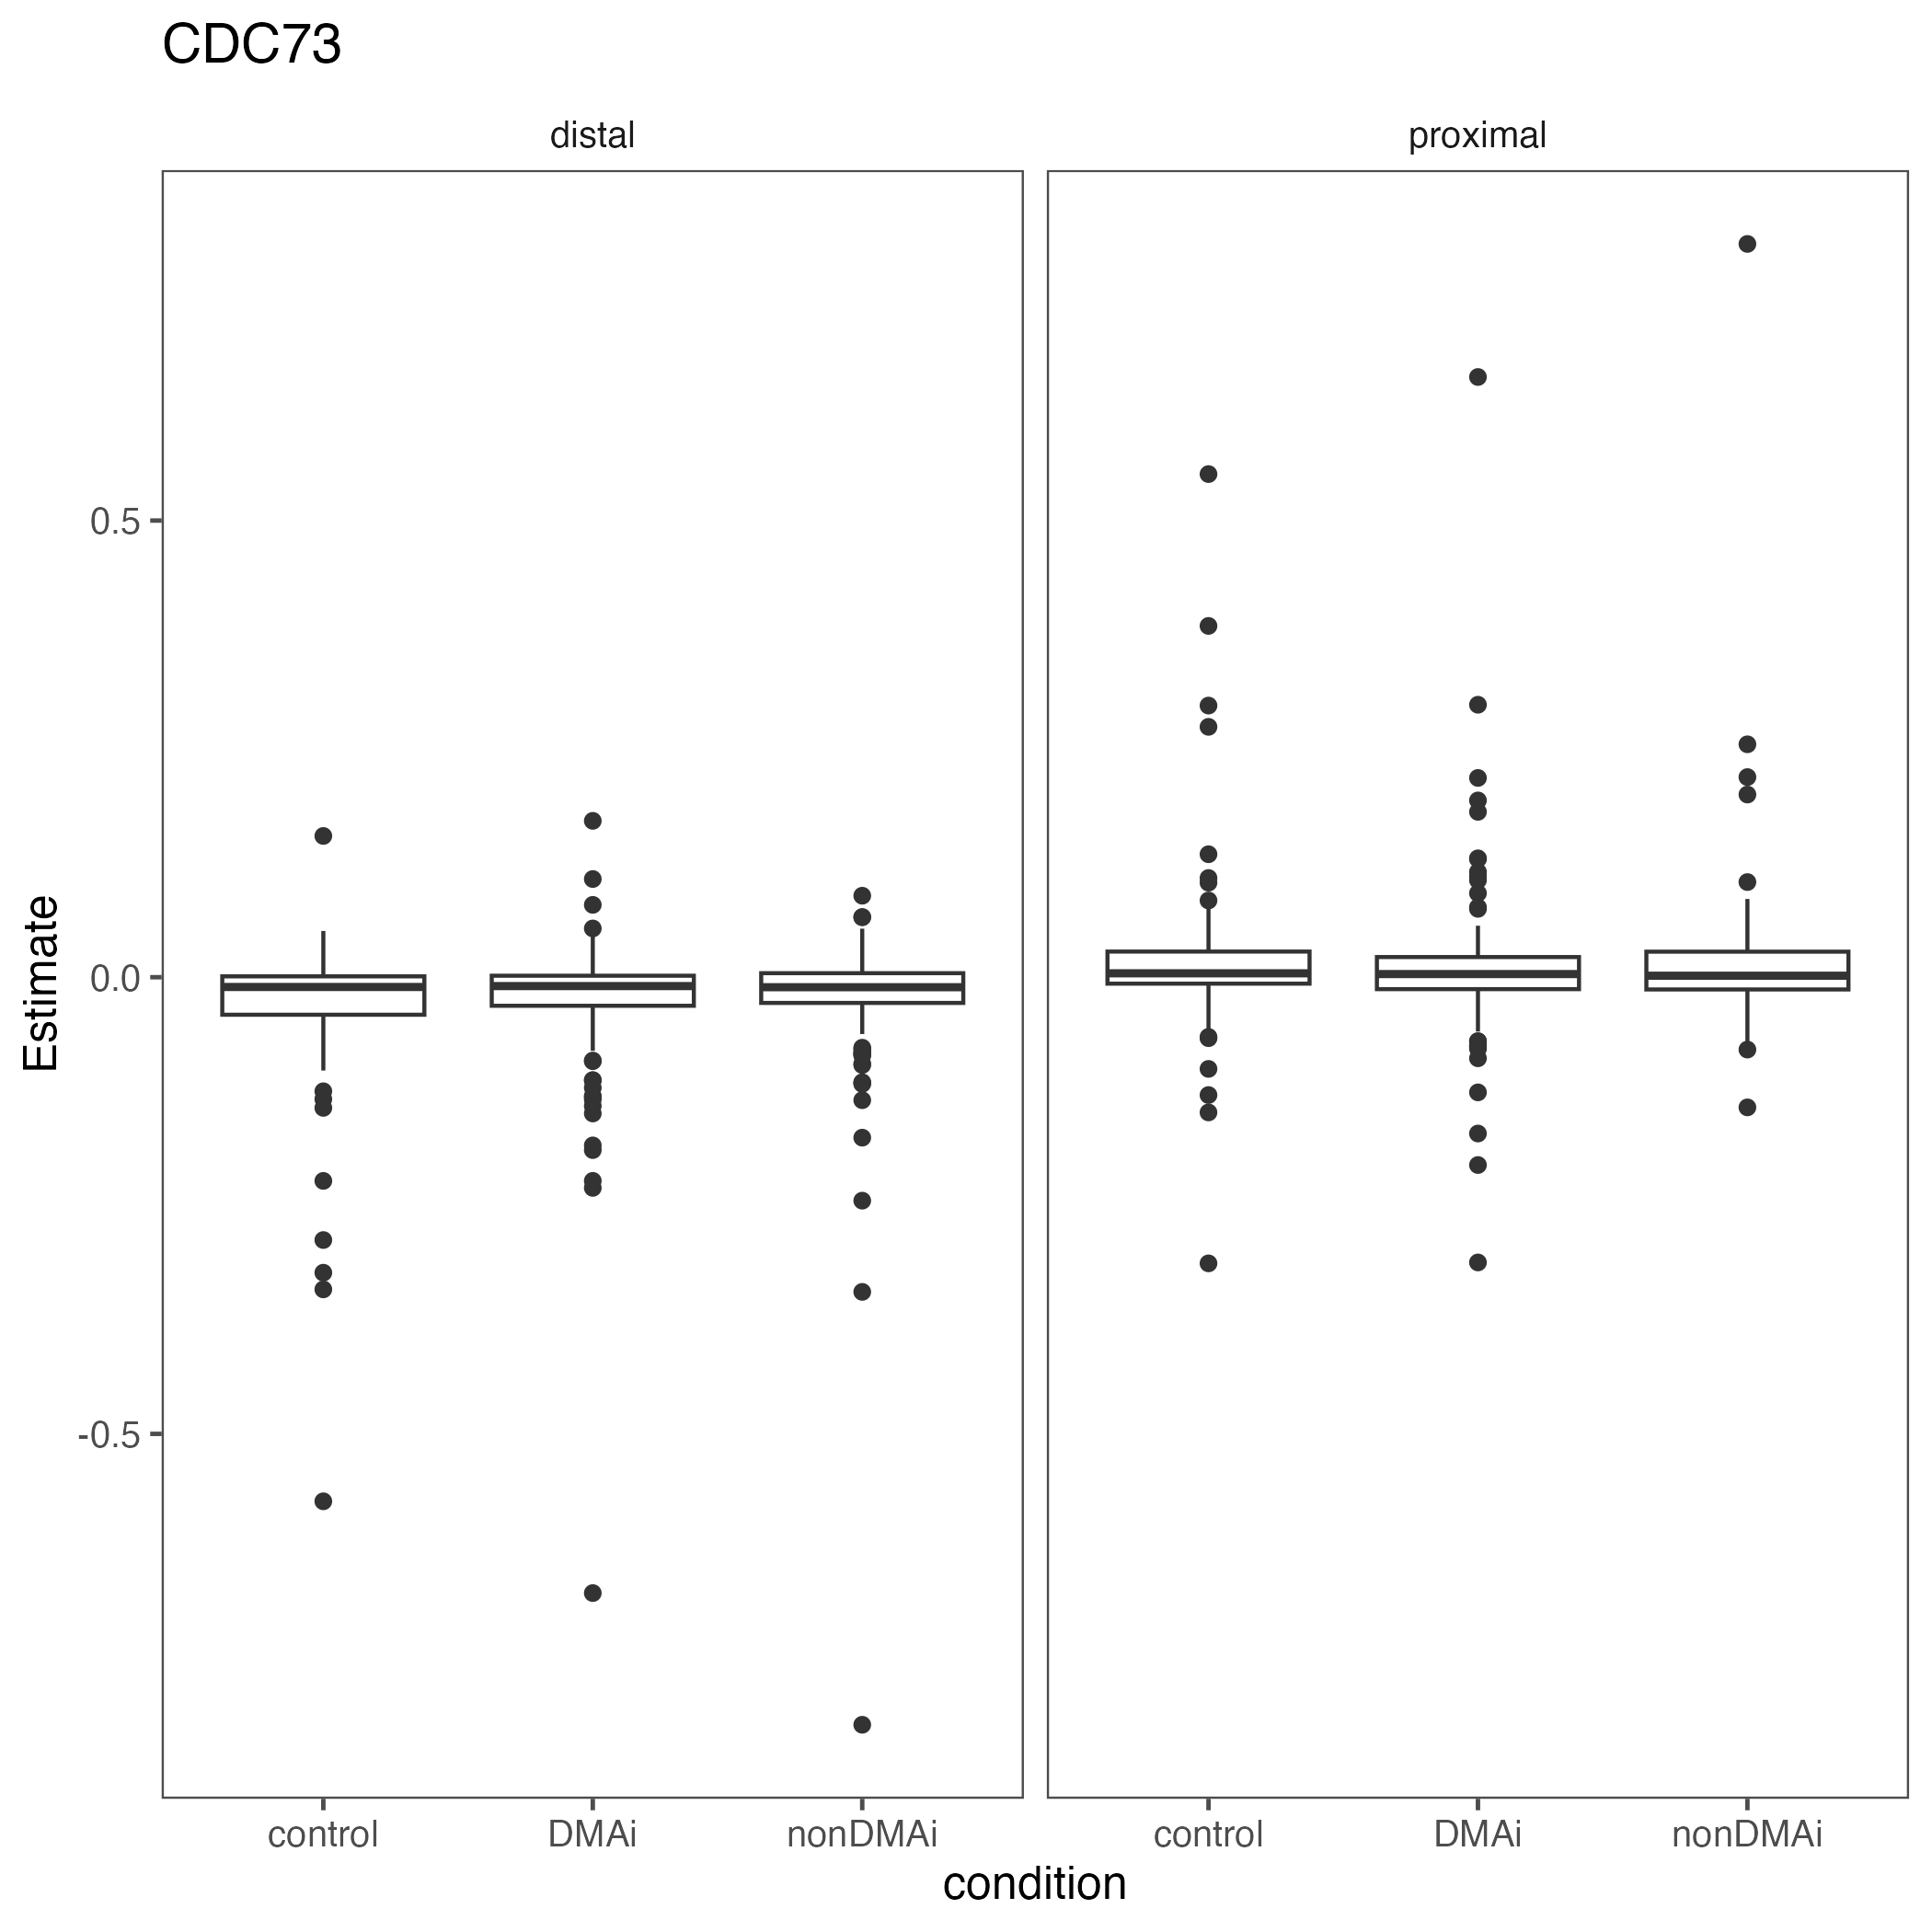 CDC73
distal
proximal
Estimate
0.5
0.0
-0.5
control
DMAi
nonDMAi
control
DMAi
nonDMAi
condition